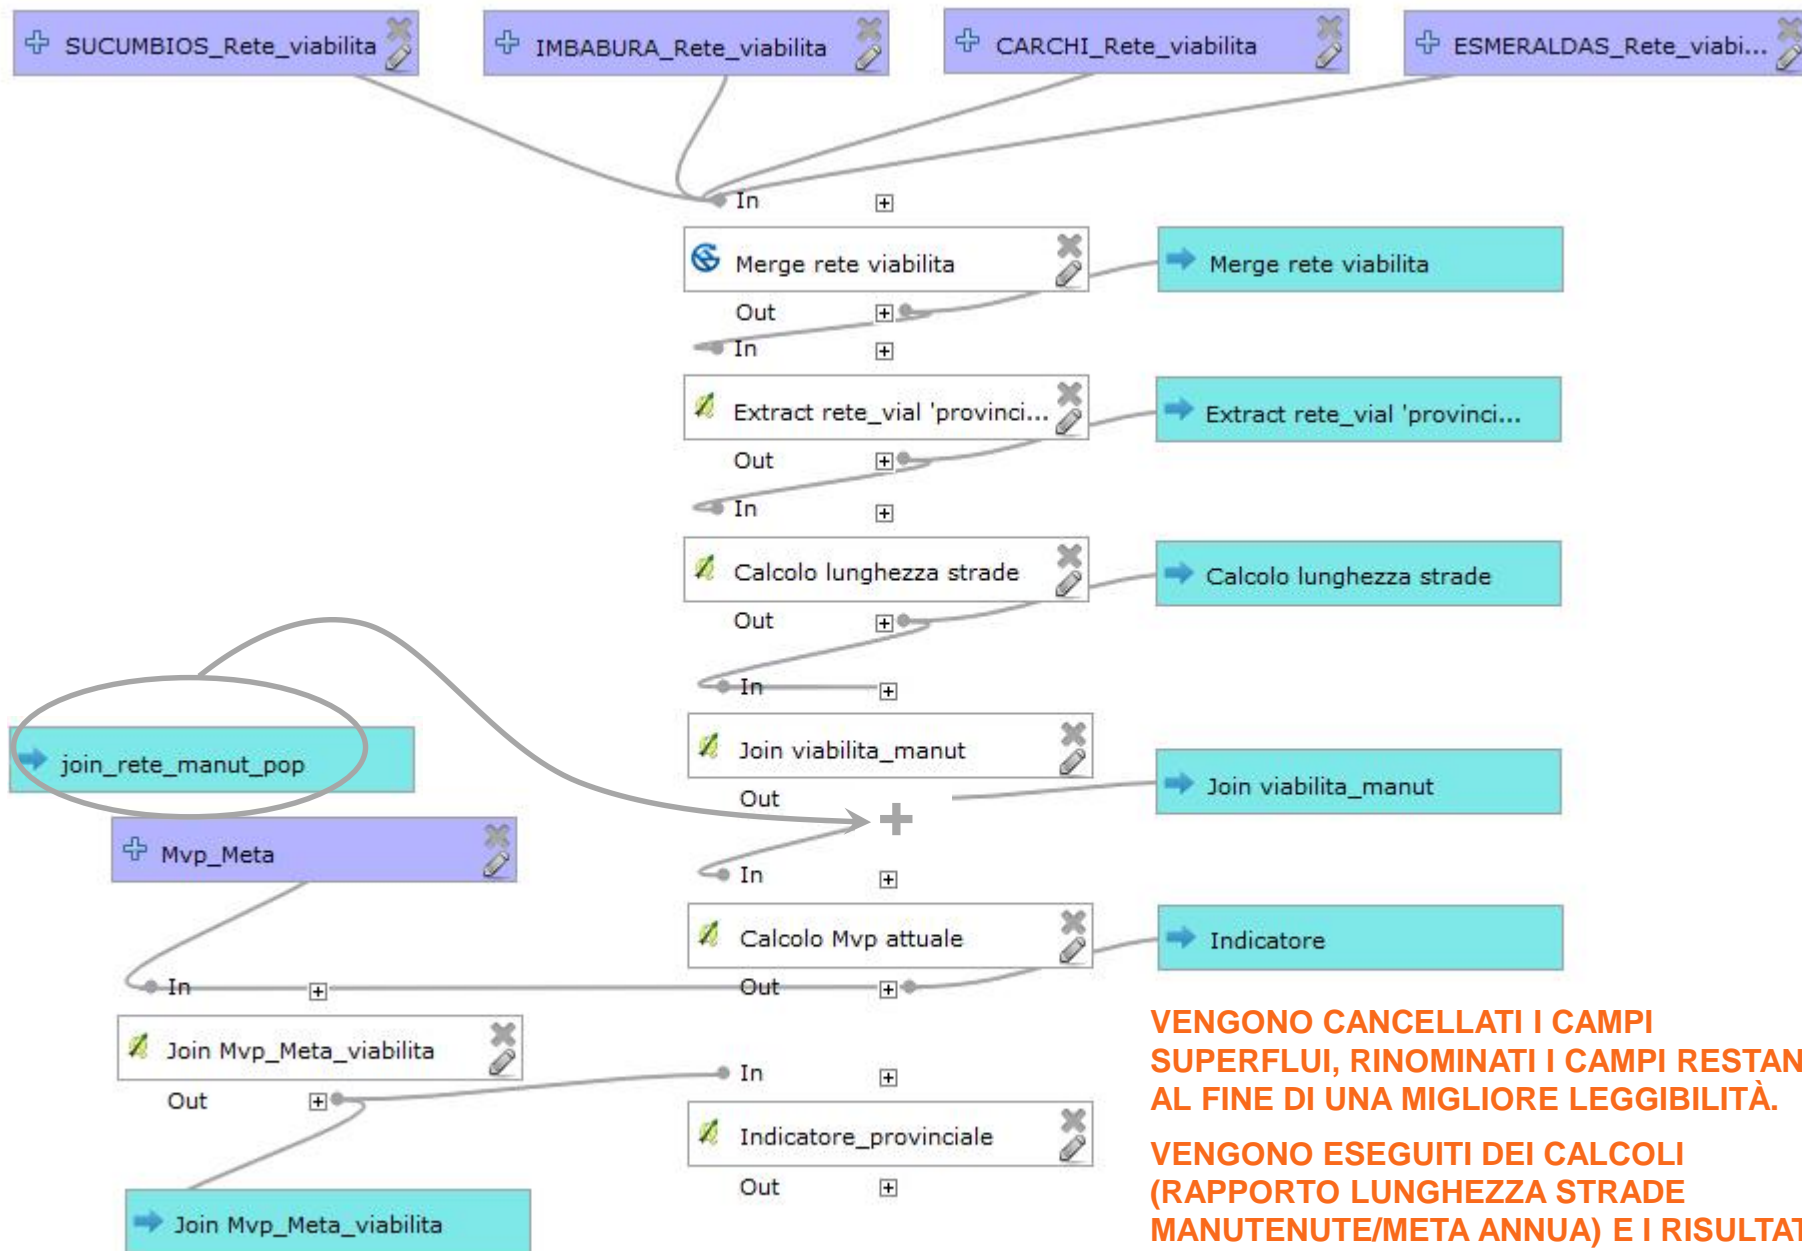 SUCUMBIOS_Rete_viabilita
IMBABURA_Rete_viabilita
CARCHI_Rete_viabilita
ESMERALDAS_Rete_viabi...
In
Merge rete viabilita
Merge rete viabilita
Out
In
Extract rete_vial 'provinci...
Extract rete_vial 'provinci...
Out
In
Calcolo lunghezza strade
Calcolo lunghezza strade
Out
In
join_rete_manut_pop
Join viabilita_manut
Join viabilita_manut
Out
Mvp_Meta
In
Calcolo Mvp attuale
Indicatore
In
Out
Join Mvp_Meta_viabilita
Out
In
Indicatore_provinciale
Out
Join Mvp_Meta_viabilita
VENGONO CANCELLATI I CAMPI
SUPERFLUI, RINOMINATI I CAMPI RESTAN
AL FINE DI UNA MIGLIORE LEGGIBILITÀ.
VENGONO ESEGUITI DEI CALCOLI
(RAPPORTO LUNGHEZZA STRADE
MANUTENUTE/META ANNUA) E I RISULTAT